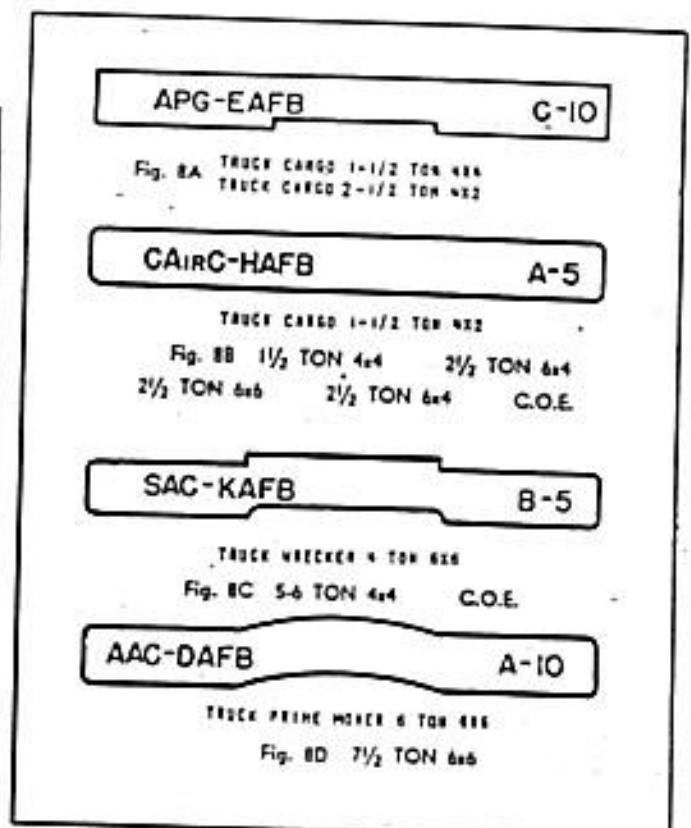 APG-EAFB C-10
Fig. 8A TRUCK CARGO 1-1/2 TON 4X4
TRUCK CARGO 2-1/2 TON 4X2
CAIRC-HAFB A-5
TRUCK CARGO 1-1/2 TON 4X2
Fig. 8B 1½ TON 4x4 2½ TON 6x4
2½ TON 6x6 2½ TON 6x4 C.O.E.
SAC-KAFB B-5
TRUCK WRECKER 4 TON 6X6
Fig. 8C 5-6 TON 4x4 C.O.E.
AAC-DAFB A-10
TRUCK PRIME MOVER 6 TON
Fig. 8D 7½ TON 6x6